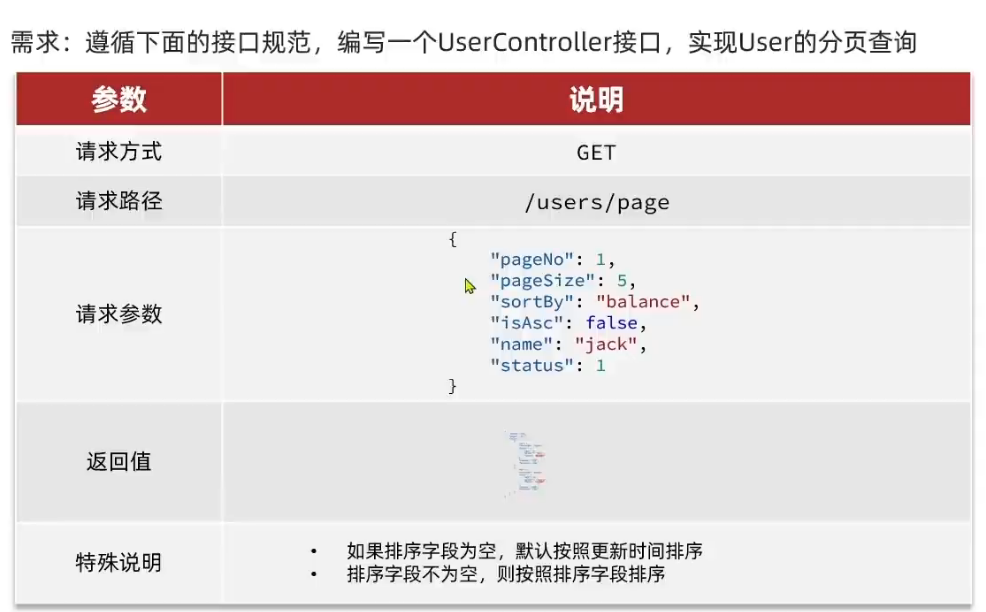 需求：遵循下面的接口规范，编写一个UserController接口，实现User的分页查询
参数 说明
请求方式 GET
请求路径 /users/page
请求参数
{
"pageNo": 1,
"pageSize": 5,
"sortBy": "balance",
"isAsc": false,
"name": "jack",
"status": 1
}
返回值
特殊说明
• 如果排序字段为空，默认按照更新时间排序
• 排序字段不为空，则按照排序字段排序